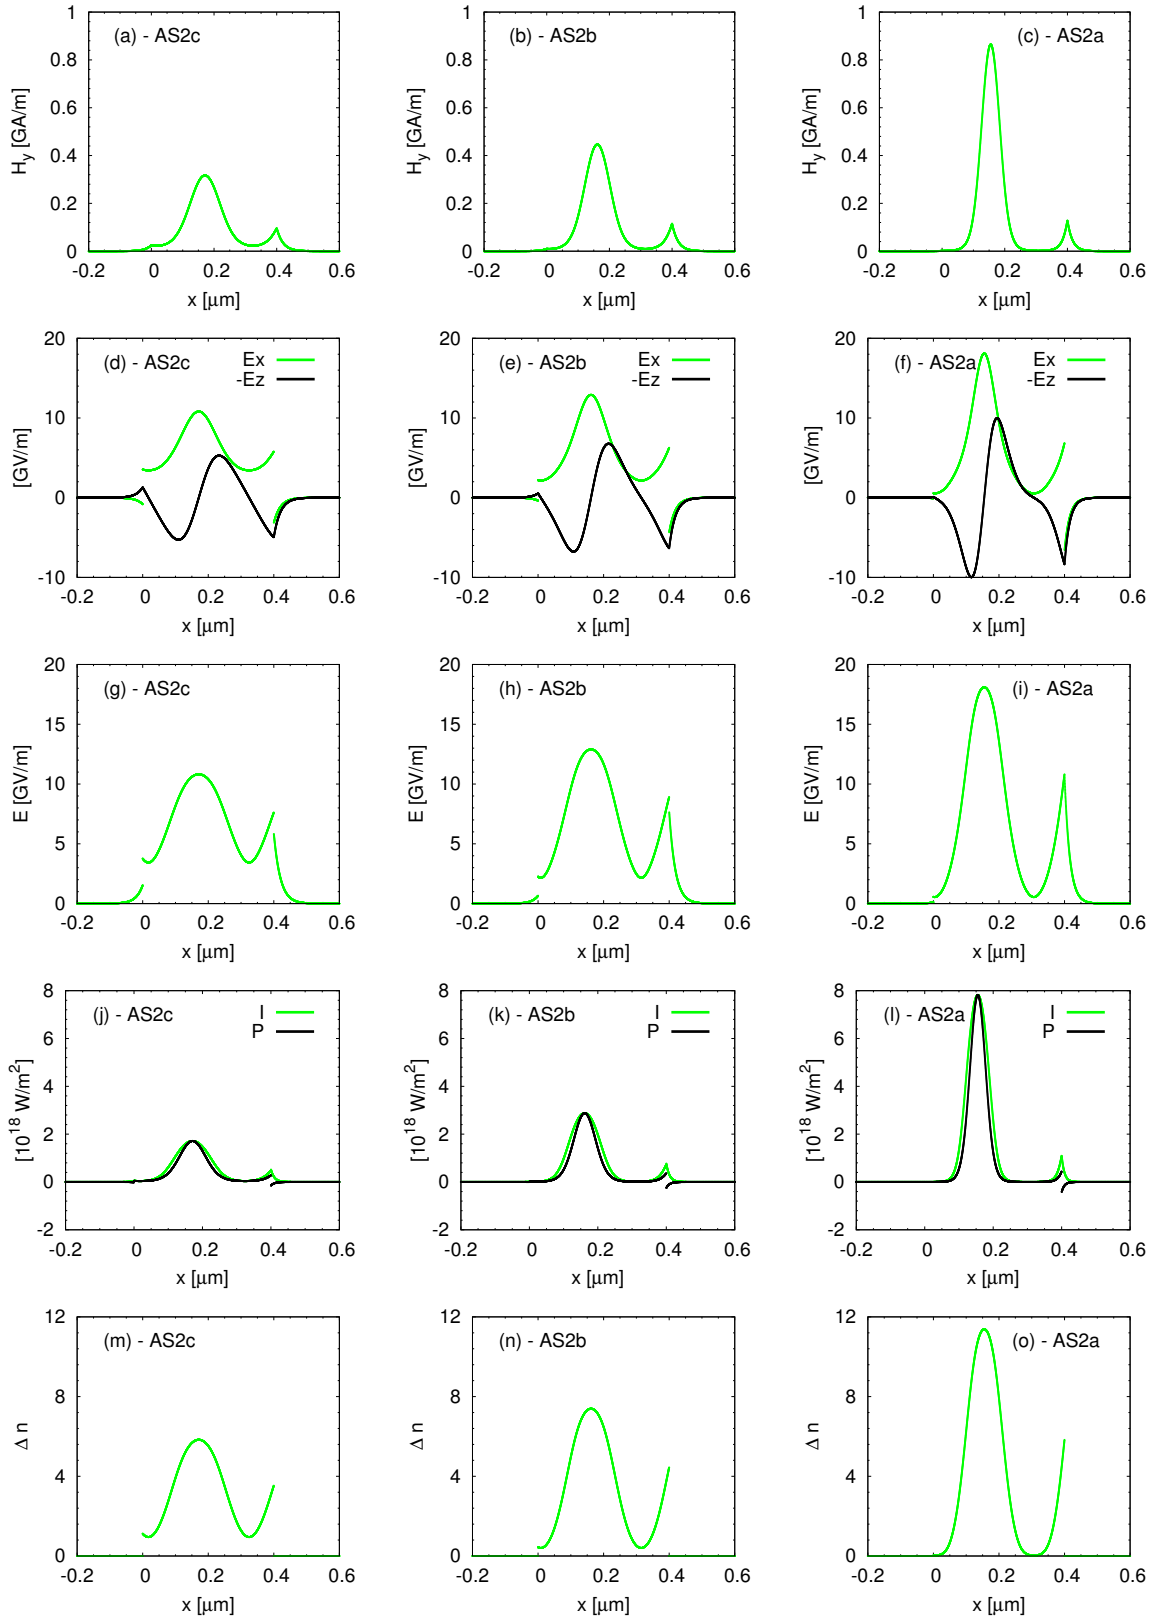 (a) - AS2c
H_y [GA/m]
1
0.8
0.6
0.4
0.2
0
-0.2 0 0.2 0.4 0.6
x [μm]
(b) - AS2b
H_y [GA/m]
1
0.8
0.6
0.4
0.2
0
-0.2 0 0.2 0.4 0.6
x [μm]
(c) - AS2a
H_y [GA/m]
1
0.8
0.6
0.4
0.2
0
-0.2 0 0.2 0.4 0.6
x [μm]
(d) - AS2c
Ex
-Ez
[GV/m]
20
10
0
-10
-0.2 0 0.2 0.4 0.6
x [μm]
(e) - AS2b
Ex
-Ez
[GV/m]
20
10
0
-10
-0.2 0 0.2 0.4 0.6
x [μm]
(f) - AS2a
Ex
-Ez
[GV/m]
20
10
0
-10
-0.2 0 0.2 0.4 0.6
x [μm]
(g) - AS2c
E [GV/m]
20
15
10
5
0
-0.2 0 0.2 0.4 0.6
x [μm]
(h) - AS2b
E [GV/m]
20
15
10
5
0
-0.2 0 0.2 0.4 0.6
x [μm]
(i) - AS2a
E [GV/m]
20
15
10
5
0
-0.2 0 0.2 0.4 0.6
x [μm]
(j) - AS2c
I
P
[10^18 W/m^2]
8
6
4
2
0
-2
-0.2 0 0.2 0.4 0.6
x [μm]
(k) - AS2b
I
P
[10^18 W/m^2]
8
6
4
2
0
-2
-0.2 0 0.2 0.4 0.6
x [μm]
(l) - AS2a
I
P
[10^18 W/m^2]
8
6
4
2
0
-2
-0.2 0 0.2 0.4 0.6
x [μm]
(m) - AS2c
Δ n
12
8
4
0
-0.2 0 0.2 0.4 0.6
x [μm]
(n) - AS2b
Δ n
12
8
4
0
-0.2 0 0.2 0.4 0.6
x [μm]
(o) - AS2a
Δ n
12
8
4
0
-0.2 0 0.2 0.4 0.6
x [μm]